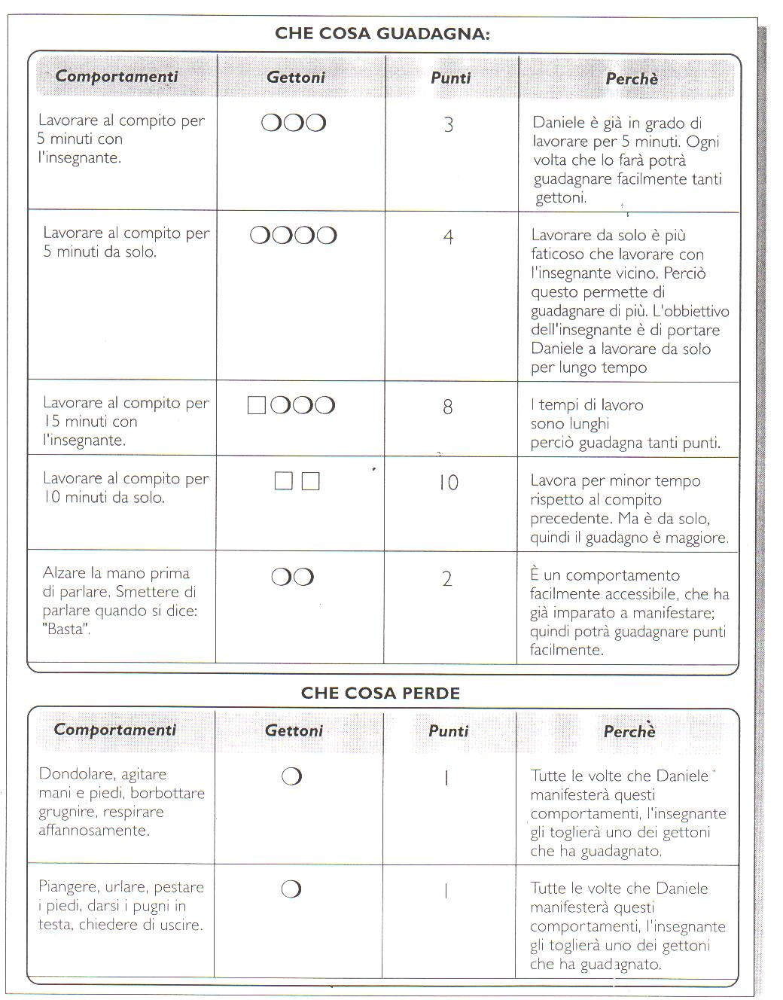 CHE COSA GUADAGNA:
Comportamenti Gettoni Punti Perchè
Lavorare al compito per
5 minuti con
l'insegnante.
3
Daniele è già in grado di
lavorare per 5 minuti. Ogni
volta che lo farà potrà
guadagnare facilmente tanti
gettoni.
Lavorare al compito per
5 minuti da solo.
4
Lavorare da solo è più
faticoso che lavorare con
l'insegnante vicino. Perciò
questo permette di
guadagnare di più. L'obbiettivo
dell'insegnante è di portare
Daniele a lavorare da solo
per lungo tempo
Lavorare al compito per
15 minuti con
l'insegnante.
8
I tempi di lavoro
sono lunghi
perciò guadagna tanti punti.
Lavorare al compito per
10 minuti da solo.
10
Lavora per minor tempo
rispetto al compito
precedente. Ma è da solo,
quindi il guadagno è maggiore.
Alzare la mano prima
di parlare. Smettere di
parlare quando si dice:
"Basta".
2
È un comportamento
facilmente accessibile, che ha
già imparato a manifestare;
quindi potrà guadagnare punti
facilmente.
CHE COSA PERDE
Comportamenti Gettoni Punti Perchè
Dondolare, agitare
mani e piedi, borbottare
grugnire, respirare
affannosamente.
1
Tutte le volte che Daniele
manifesterà questi
comportamenti, l'insegnante
gli toglierà uno dei gettoni
che ha guadagnato.
Piangere, urlare, pestare
i piedi, darsi i pugni in
testa, chiedere di uscire.
1
Tutte le volte che Daniele
manifesterà questi
comportamenti, l'insegnante
gli toglierà uno dei gettoni
che ha guadagnato.